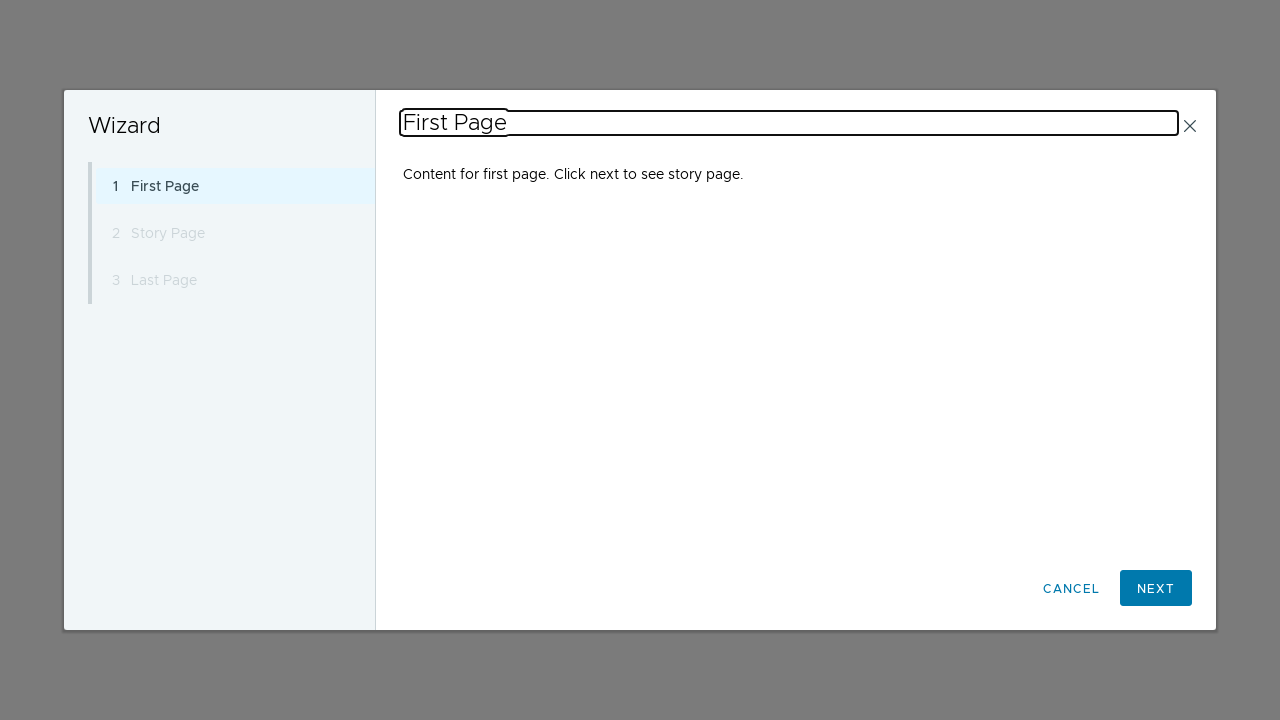 Wizard
1 First Page
2 Story Page
3 Last Page
First Page
Content for first page. Click next to see story page.
CANCEL
NEXT